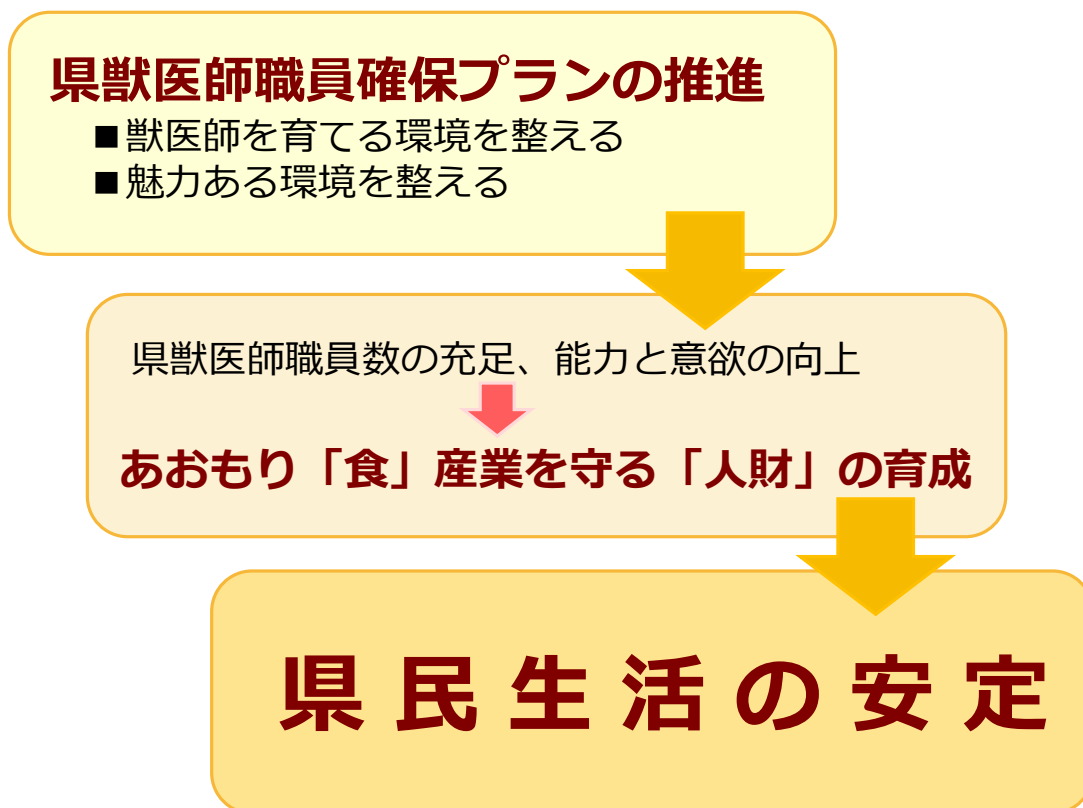 県獣医師職員確保プランの推進
■獣医師を育てる環境を整える
■魅力ある環境を整える
県獣医師職員数の充足、能力と意欲の向上
あおもり「食」産業を守る「人財」の育成
県民生活の安定